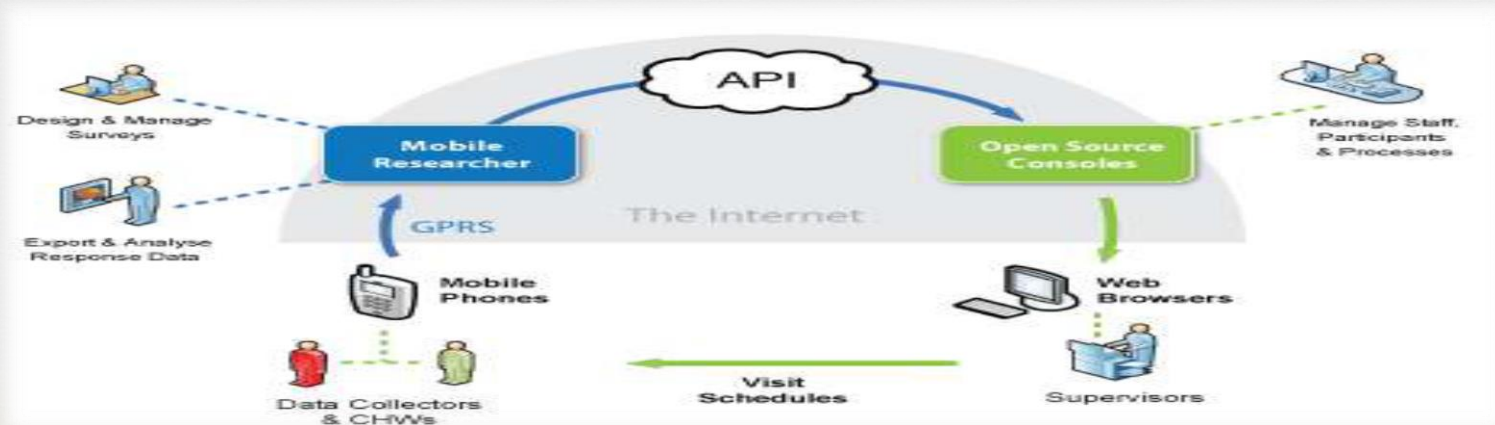 API
Design & Manage
Surveys
Mobile
Researcher
Open Source
Consoles
Manage Staff,
Participants
& Processes
Export & Analyse
Response Data
GPRS
The Internet
Mobile
Phones
Web
Browsers
Data Collectors
& CHWs
Visit
Schedules
Supervisors